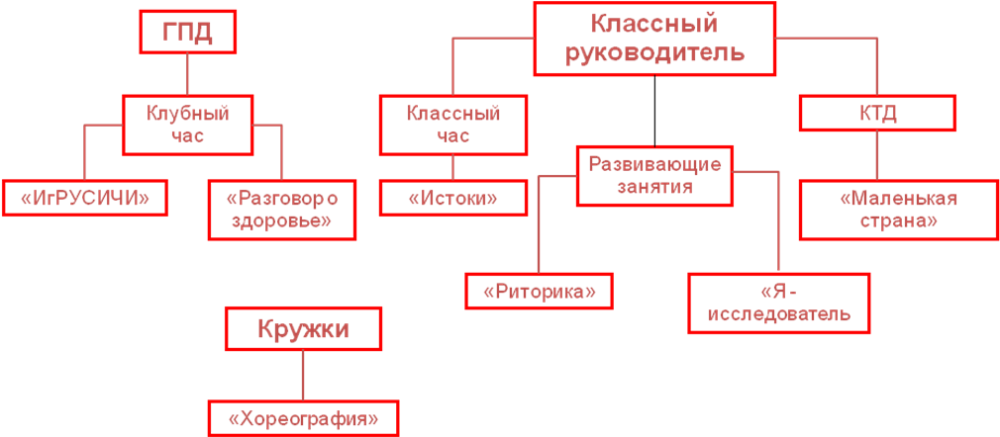 ГПД
Клубный
час
«ИгРУСИЧИ»
«Разговор о
здоровье»
Классный
руководитель
Классный
час
«Истоки»
Развивающие
занятия
«Риторика»
«Я -
исследователь
КТД
«Маленькая
страна»
Кружки
«Хореография»